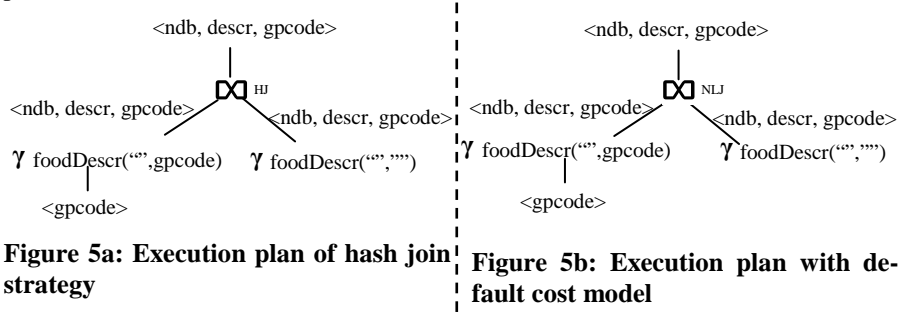 <ndb, descr, gpcode>
HJ
<ndb, descr, gpcode>
<ndb, descr, gpcode>
γ foodDescr(“”,gpcode)
γ foodDescr(“”,””)
<gpcode>
Figure 5a: Execution plan of hash join
strategy
<ndb, descr, gpcode>
NLJ
<ndb, descr, gpcode>
<ndb, descr, gpcode>
γ foodDescr(“”,gpcode)
γ foodDescr(“”,””)
<gpcode>
Figure 5b: Execution plan with de-
fault cost model